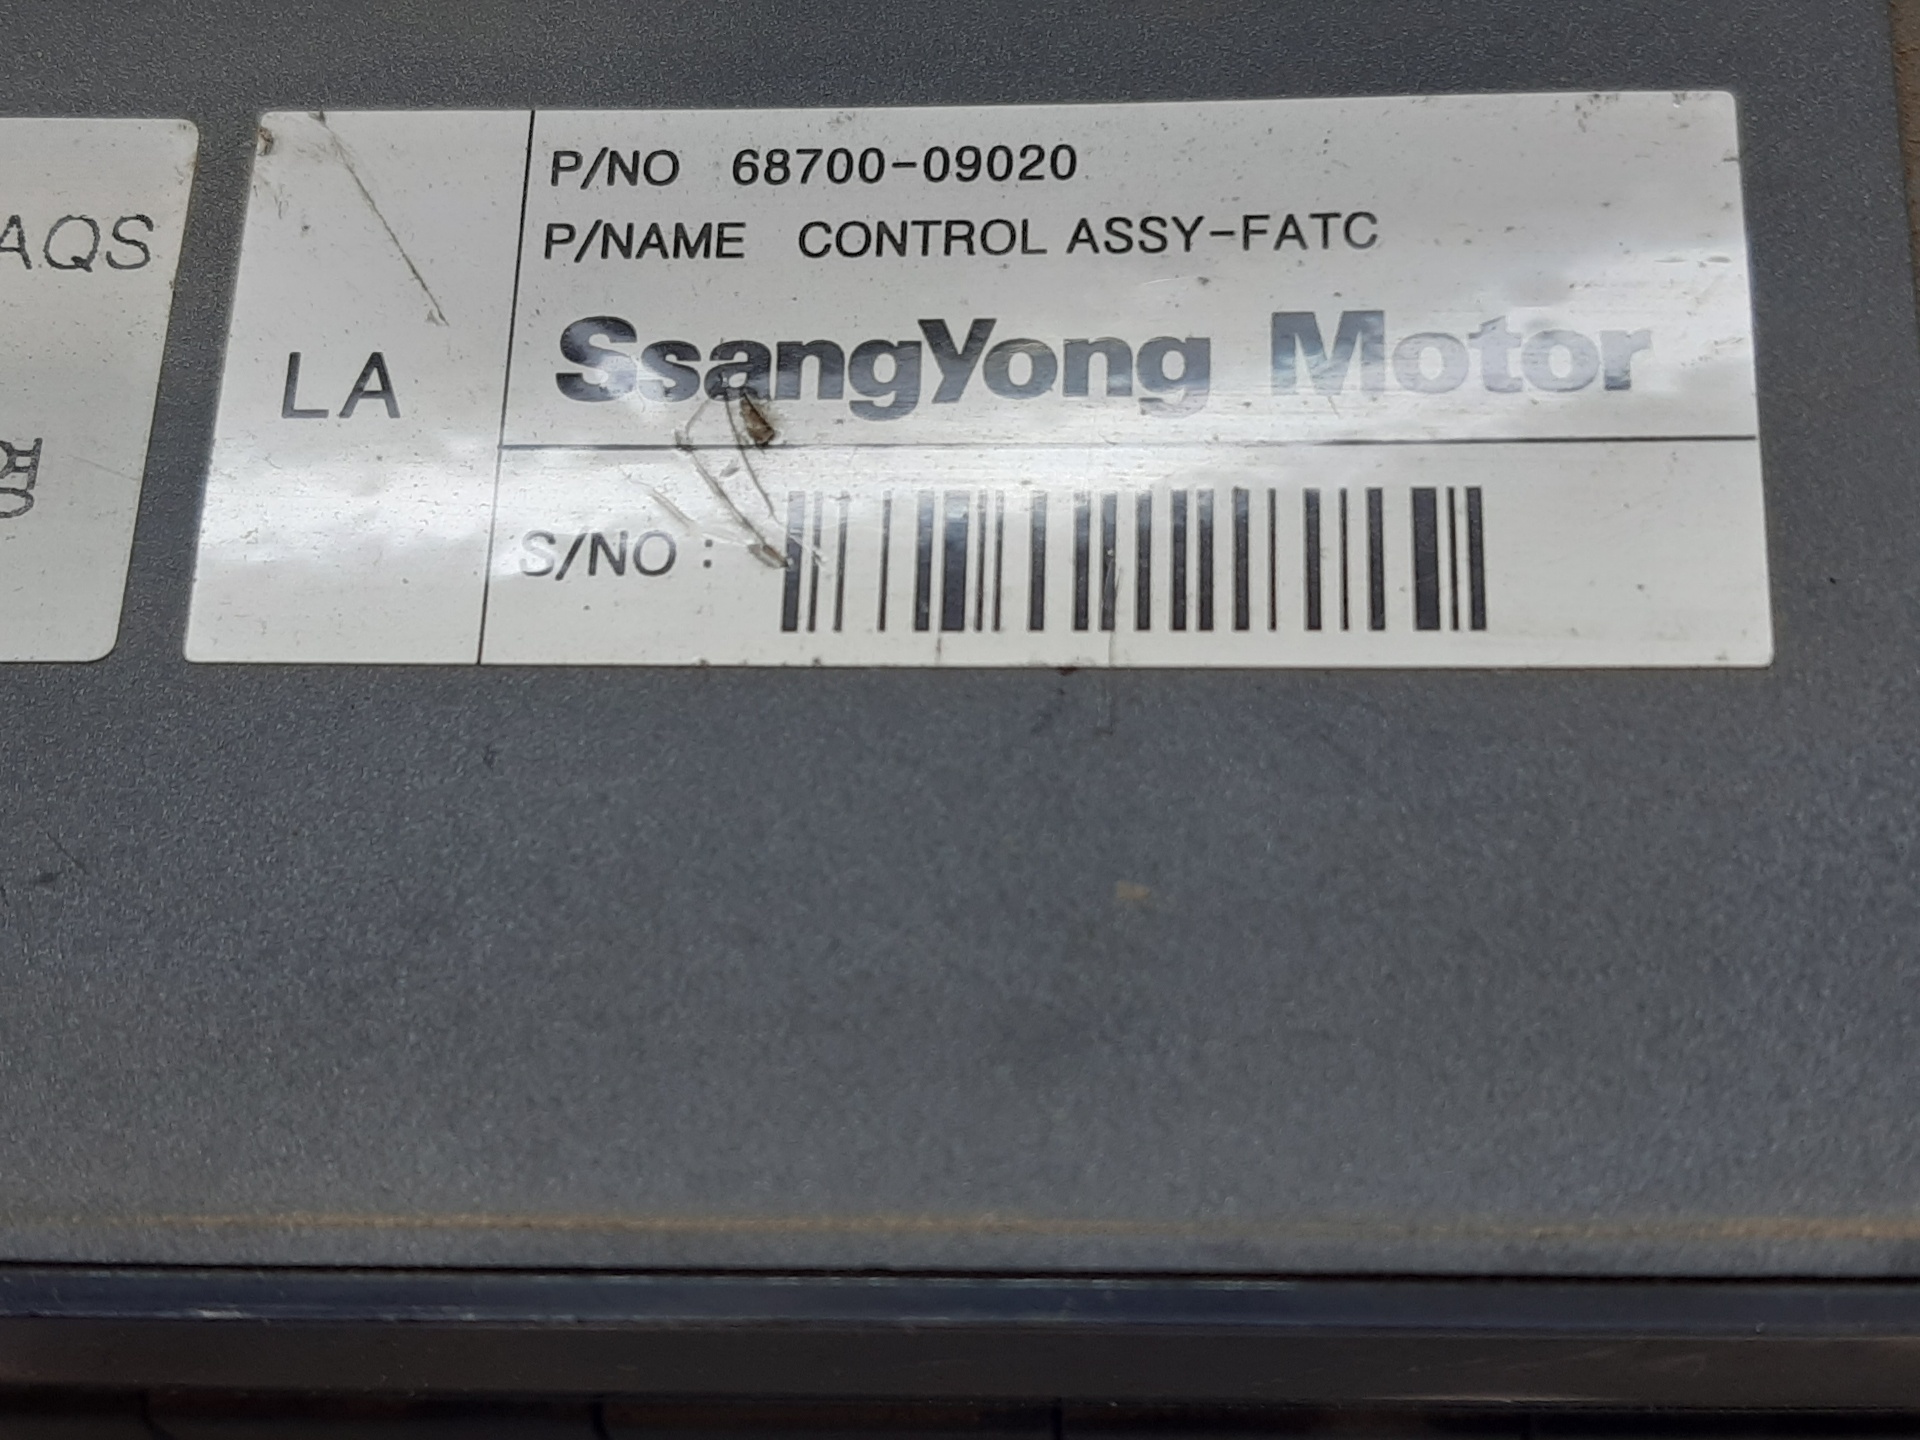 AQS
P/NO 68700-09020
P/NAME CONTROL ASSY-FATC
SsangYong Motor
LA
S/NO :